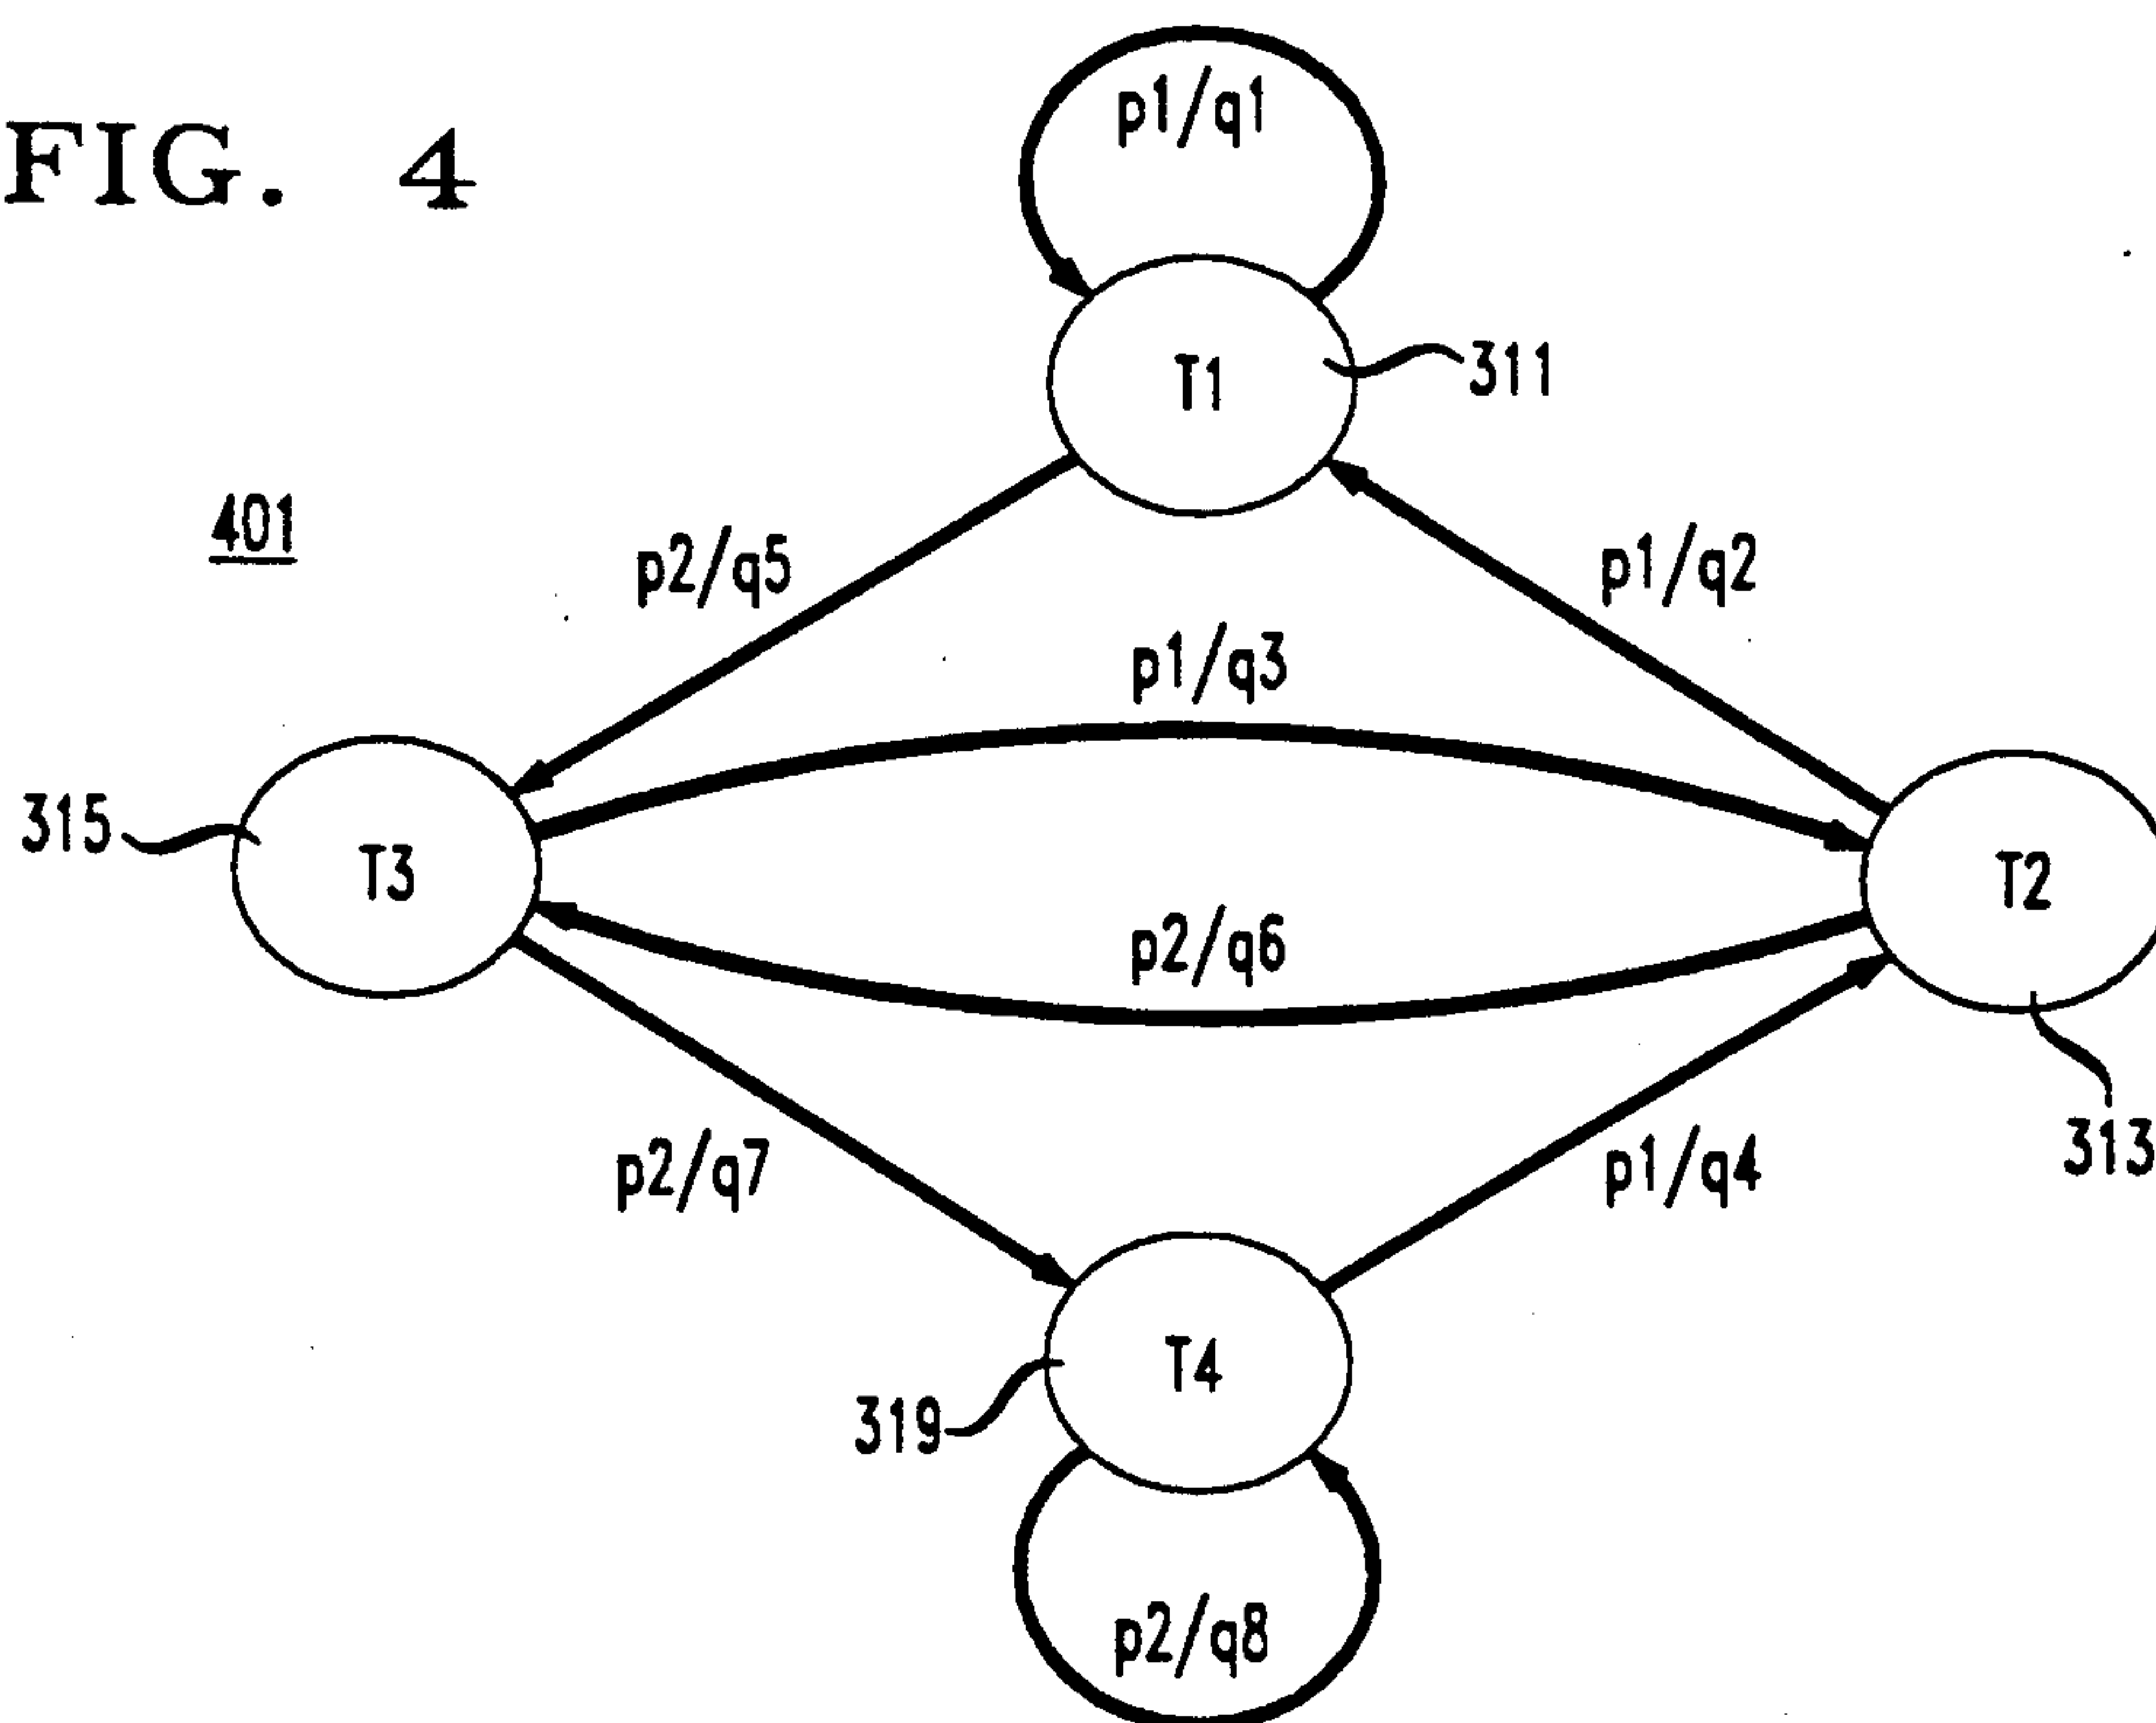 FIG. 4
p1/q1
T1
311
401
p2/q5
p1/q2
p1/q3
315
T3
T2
p2/q6
p2/q7
p1/q4
313
T4
319
p2/q8